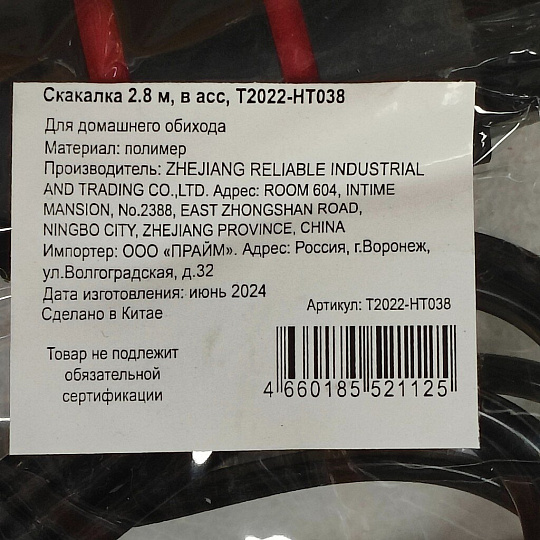 Скакалка 2.8 м, в асс, T2022-HT038
Для домашнего обихода
Материал: полимер
Производитель: ZHEJIANG RELIABLE INDUSTRIAL
AND TRADING CO.,LTD. Адрес: ROOM 604, INTIME
MANSION, No.2388, EAST ZHONGSHAN ROAD,
NINGBO CITY, ZHEJIANG PROVINCE, CHINA
Импортер: ООО «ПРАЙМ». Адрес: Россия, г.Воронеж,
ул.Волгоградская, д.32
Дата изготовления: июнь 2024
Сделано в Китае
Артикул: T2022-HT038
Товар не подлежит
обязательной
сертификации
4 660185 521125